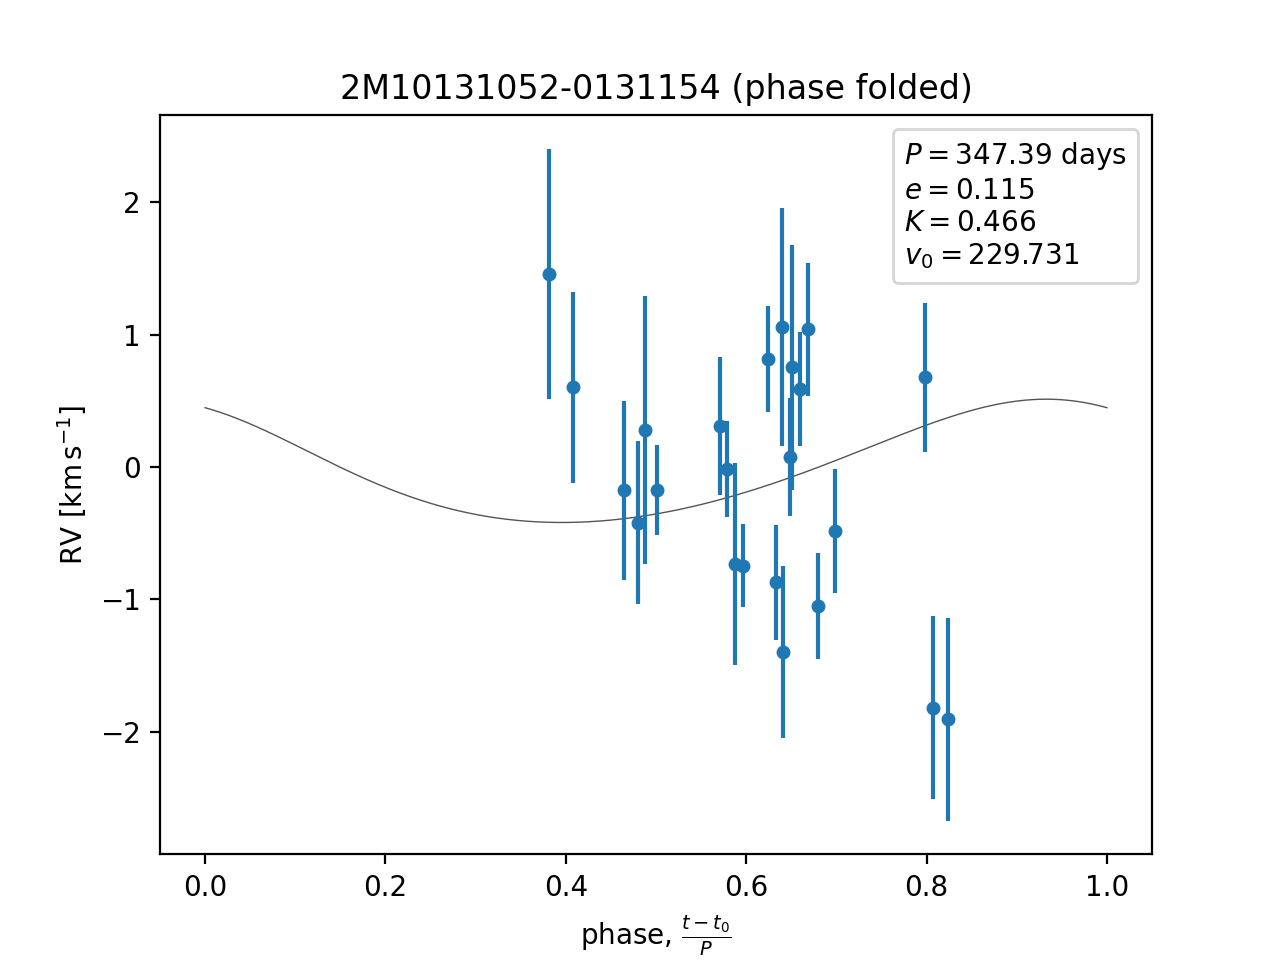 2M10131052-0131154 (phase folded)
P = 347.39 days
e = 0.115
K = 0.466
v₀ = 229.731
RV [km s⁻¹]
2
1
0
−1
−2
0.0 0.2 0.4 0.6 0.8 1.0
phase, (t − t₀)/P